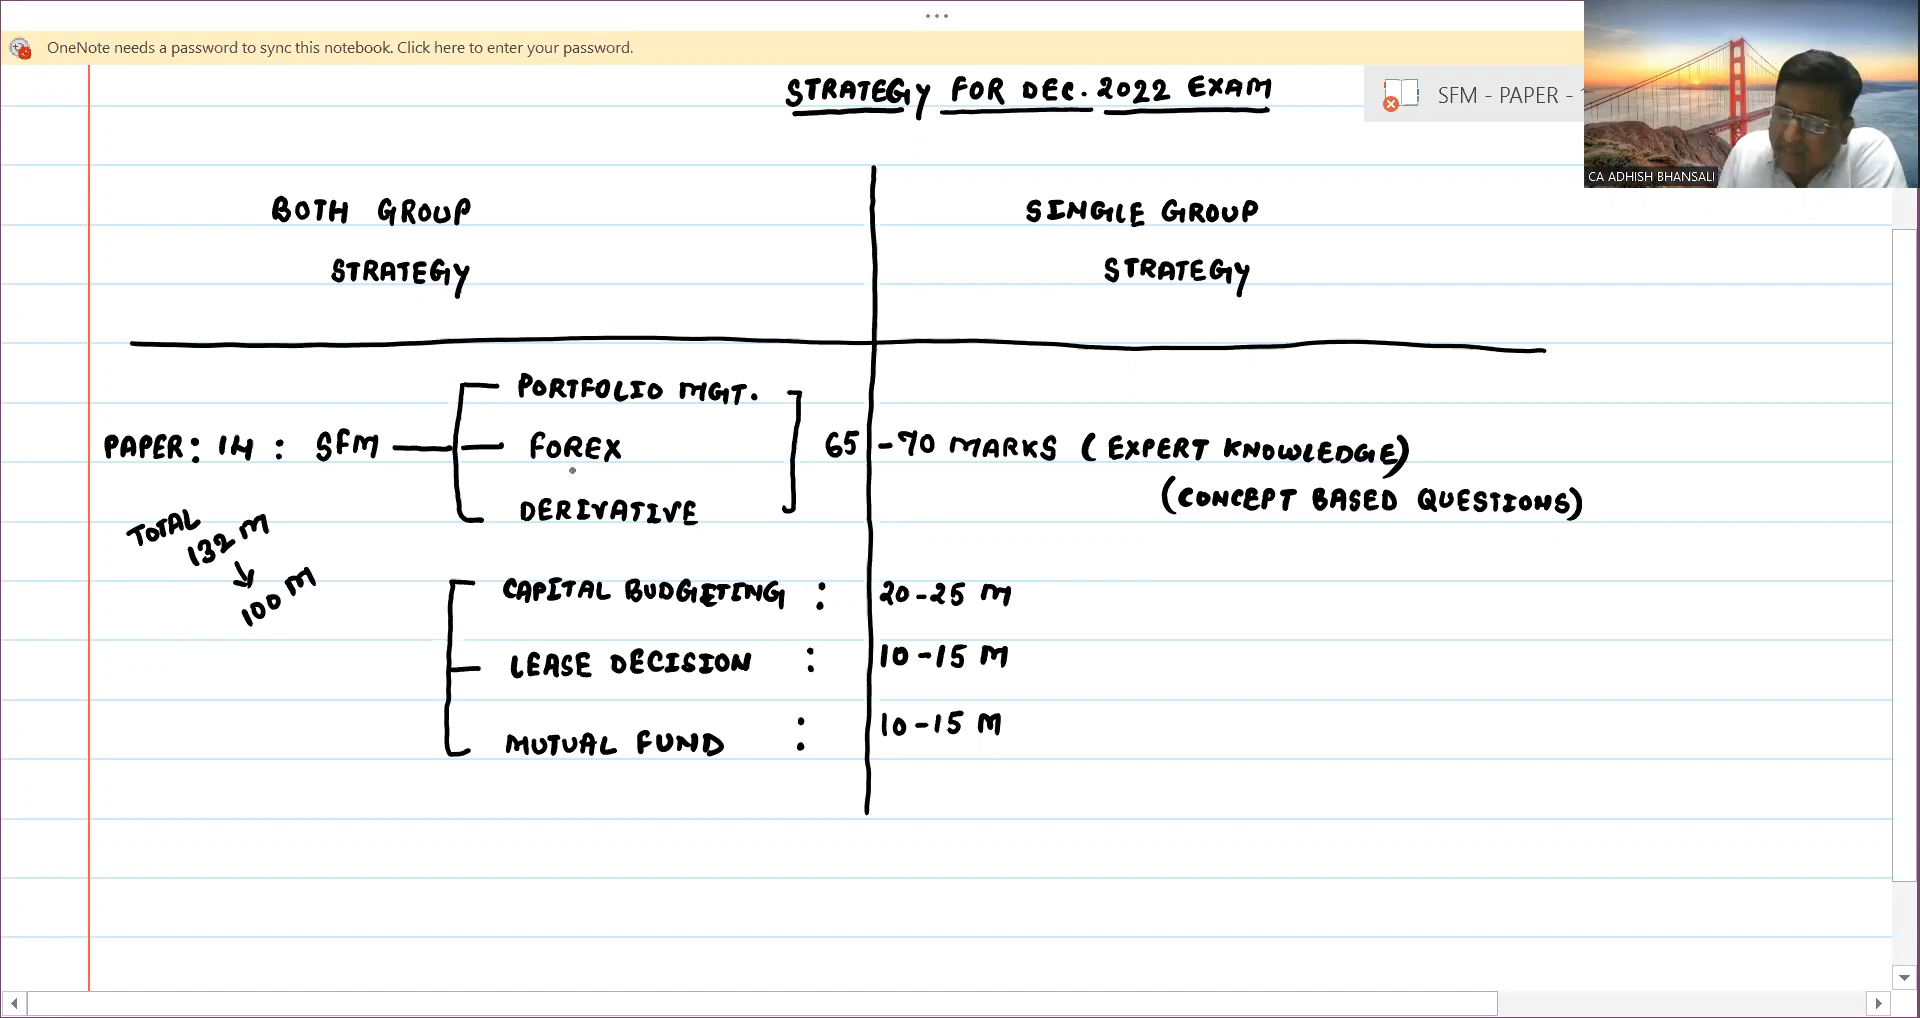 OneNote needs a password to sync this notebook. Click here to enter your password.
STRATEGY FOR DEC. 2022 EXAM
SFM - PAPER -
CA ADHISH BHANSALI
BOTH GROUP
STRATEGY
SINGLE GROUP
STRATEGY
PORTFOLIO MGT.
PAPER: 14 : SFM
FOREX
65 -70 MARKS (EXPERT KNOWLEDGE)
DERIVATIVE
(CONCEPT BASED QUESTIONS)
TOTAL
132 M
100 M
CAPITAL BUDGETING : 20-25 M
LEASE DECISION : 10-15 M
MUTUAL FUND : 10-15 M